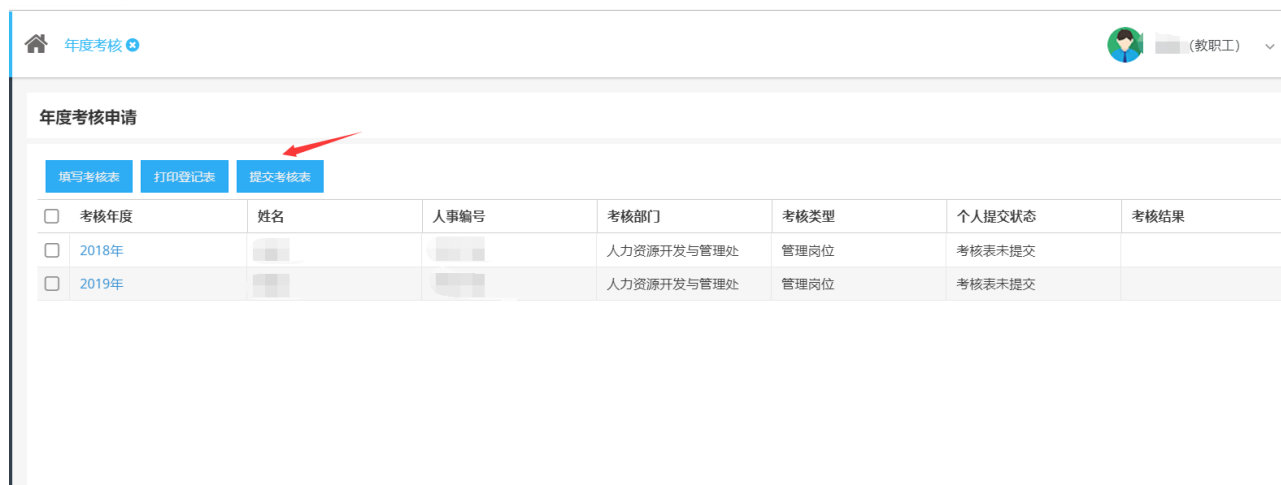 年度考核
(教职工)
年度考核申请
填写考核表 打印登记表 提交考核表
考核年度 姓名 人事编号 考核部门 考核类型 个人提交状态 考核结果
2018年 人力资源开发与管理处 管理岗位 考核表未提交
2019年 人力资源开发与管理处 管理岗位 考核表未提交